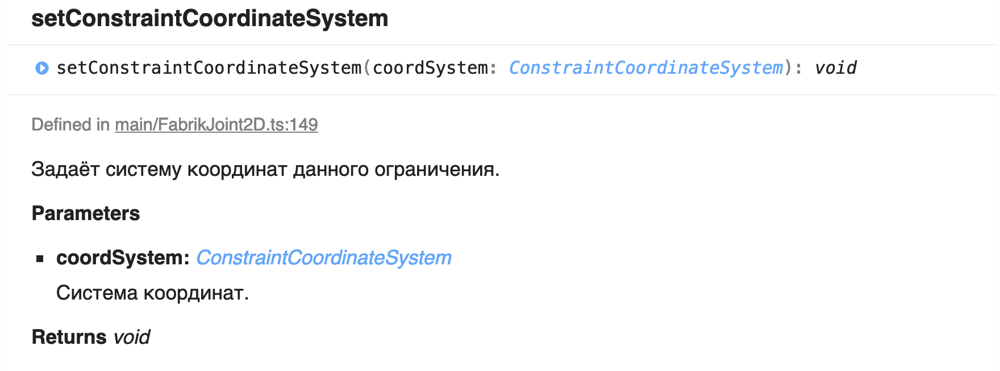 setConstraintCoordinateSystem
setConstraintCoordinateSystem(coordSystem: ConstraintCoordinateSystem): void
Defined in main/FabrikJoint2D.ts:149
Задаёт систему координат данного ограничения.
Parameters
coordSystem: ConstraintCoordinateSystem
Система координат.
Returns void